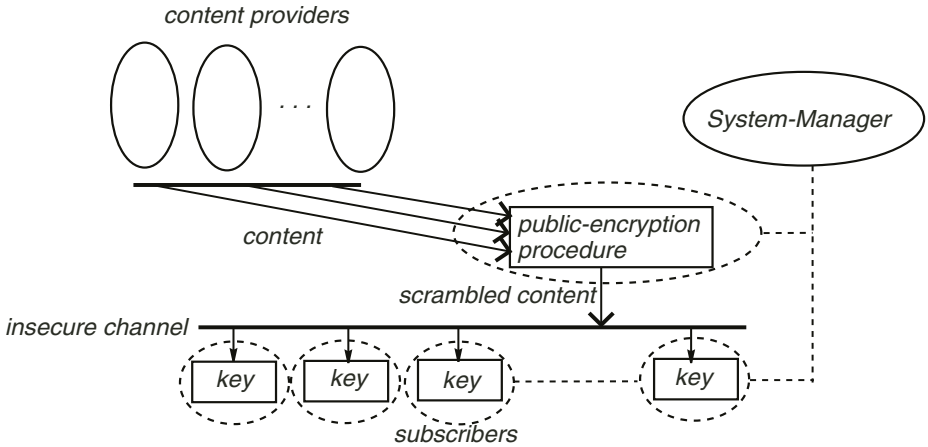 content providers
. . .
System-Manager
public-encryption
procedure
content
scrambled content
insecure channel
key
key
key
key
subscribers